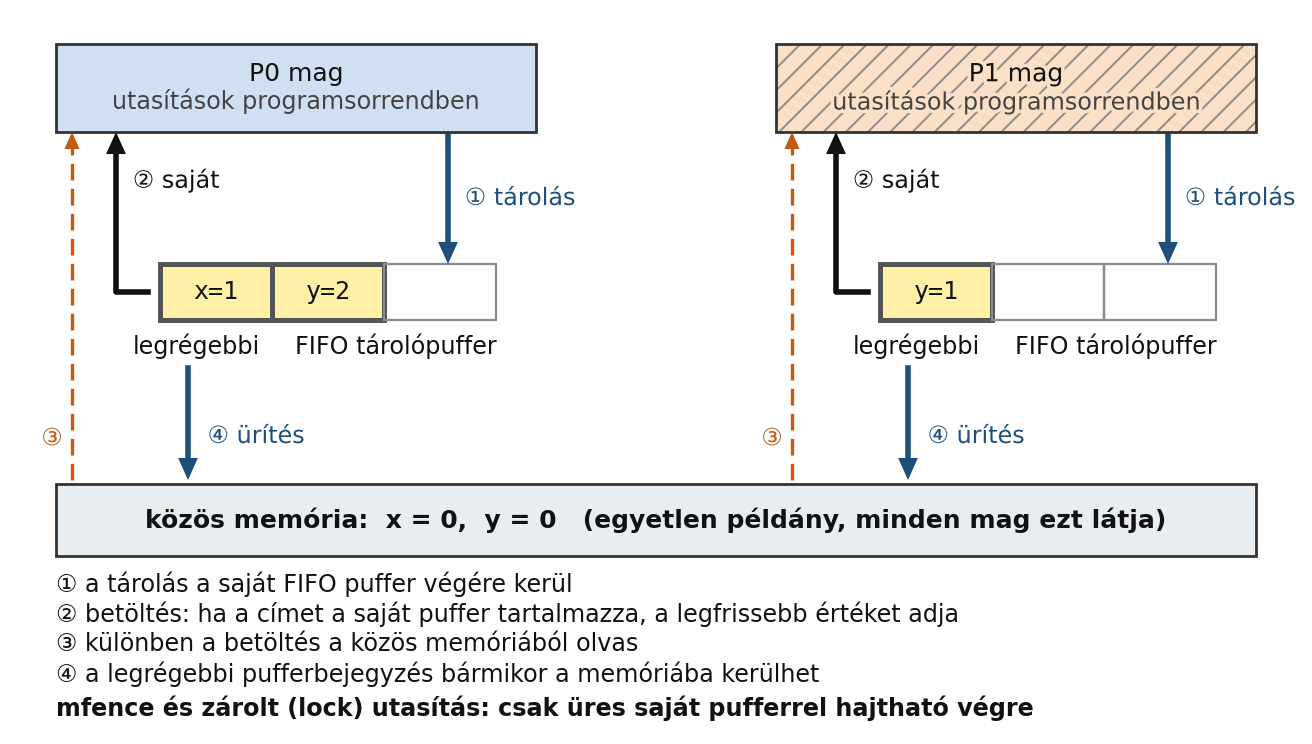 P0 mag
utasítások programsorrendben
P1 mag
utasítások programsorrendben
② saját
① tárolás
② saját
① tárolás
x=1
y=2
y=1
legrégebbi
FIFO tárolópuffer
legrégebbi
FIFO tárolópuffer
③
④ ürítés
③
④ ürítés
közös memória: x = 0, y = 0 (egyetlen példány, minden mag ezt látja)
① a tárolás a saját FIFO puffer végére kerül
② betöltés: ha a címet a saját puffer tartalmazza, a legfrissebb értéket adja
③ különben a betöltés a közös memóriából olvas
④ a legrégebbi pufferbejegyzés bármikor a memóriába kerülhet
mfence és zárolt (lock) utasítás: csak üres saját pufferrel hajtható végre